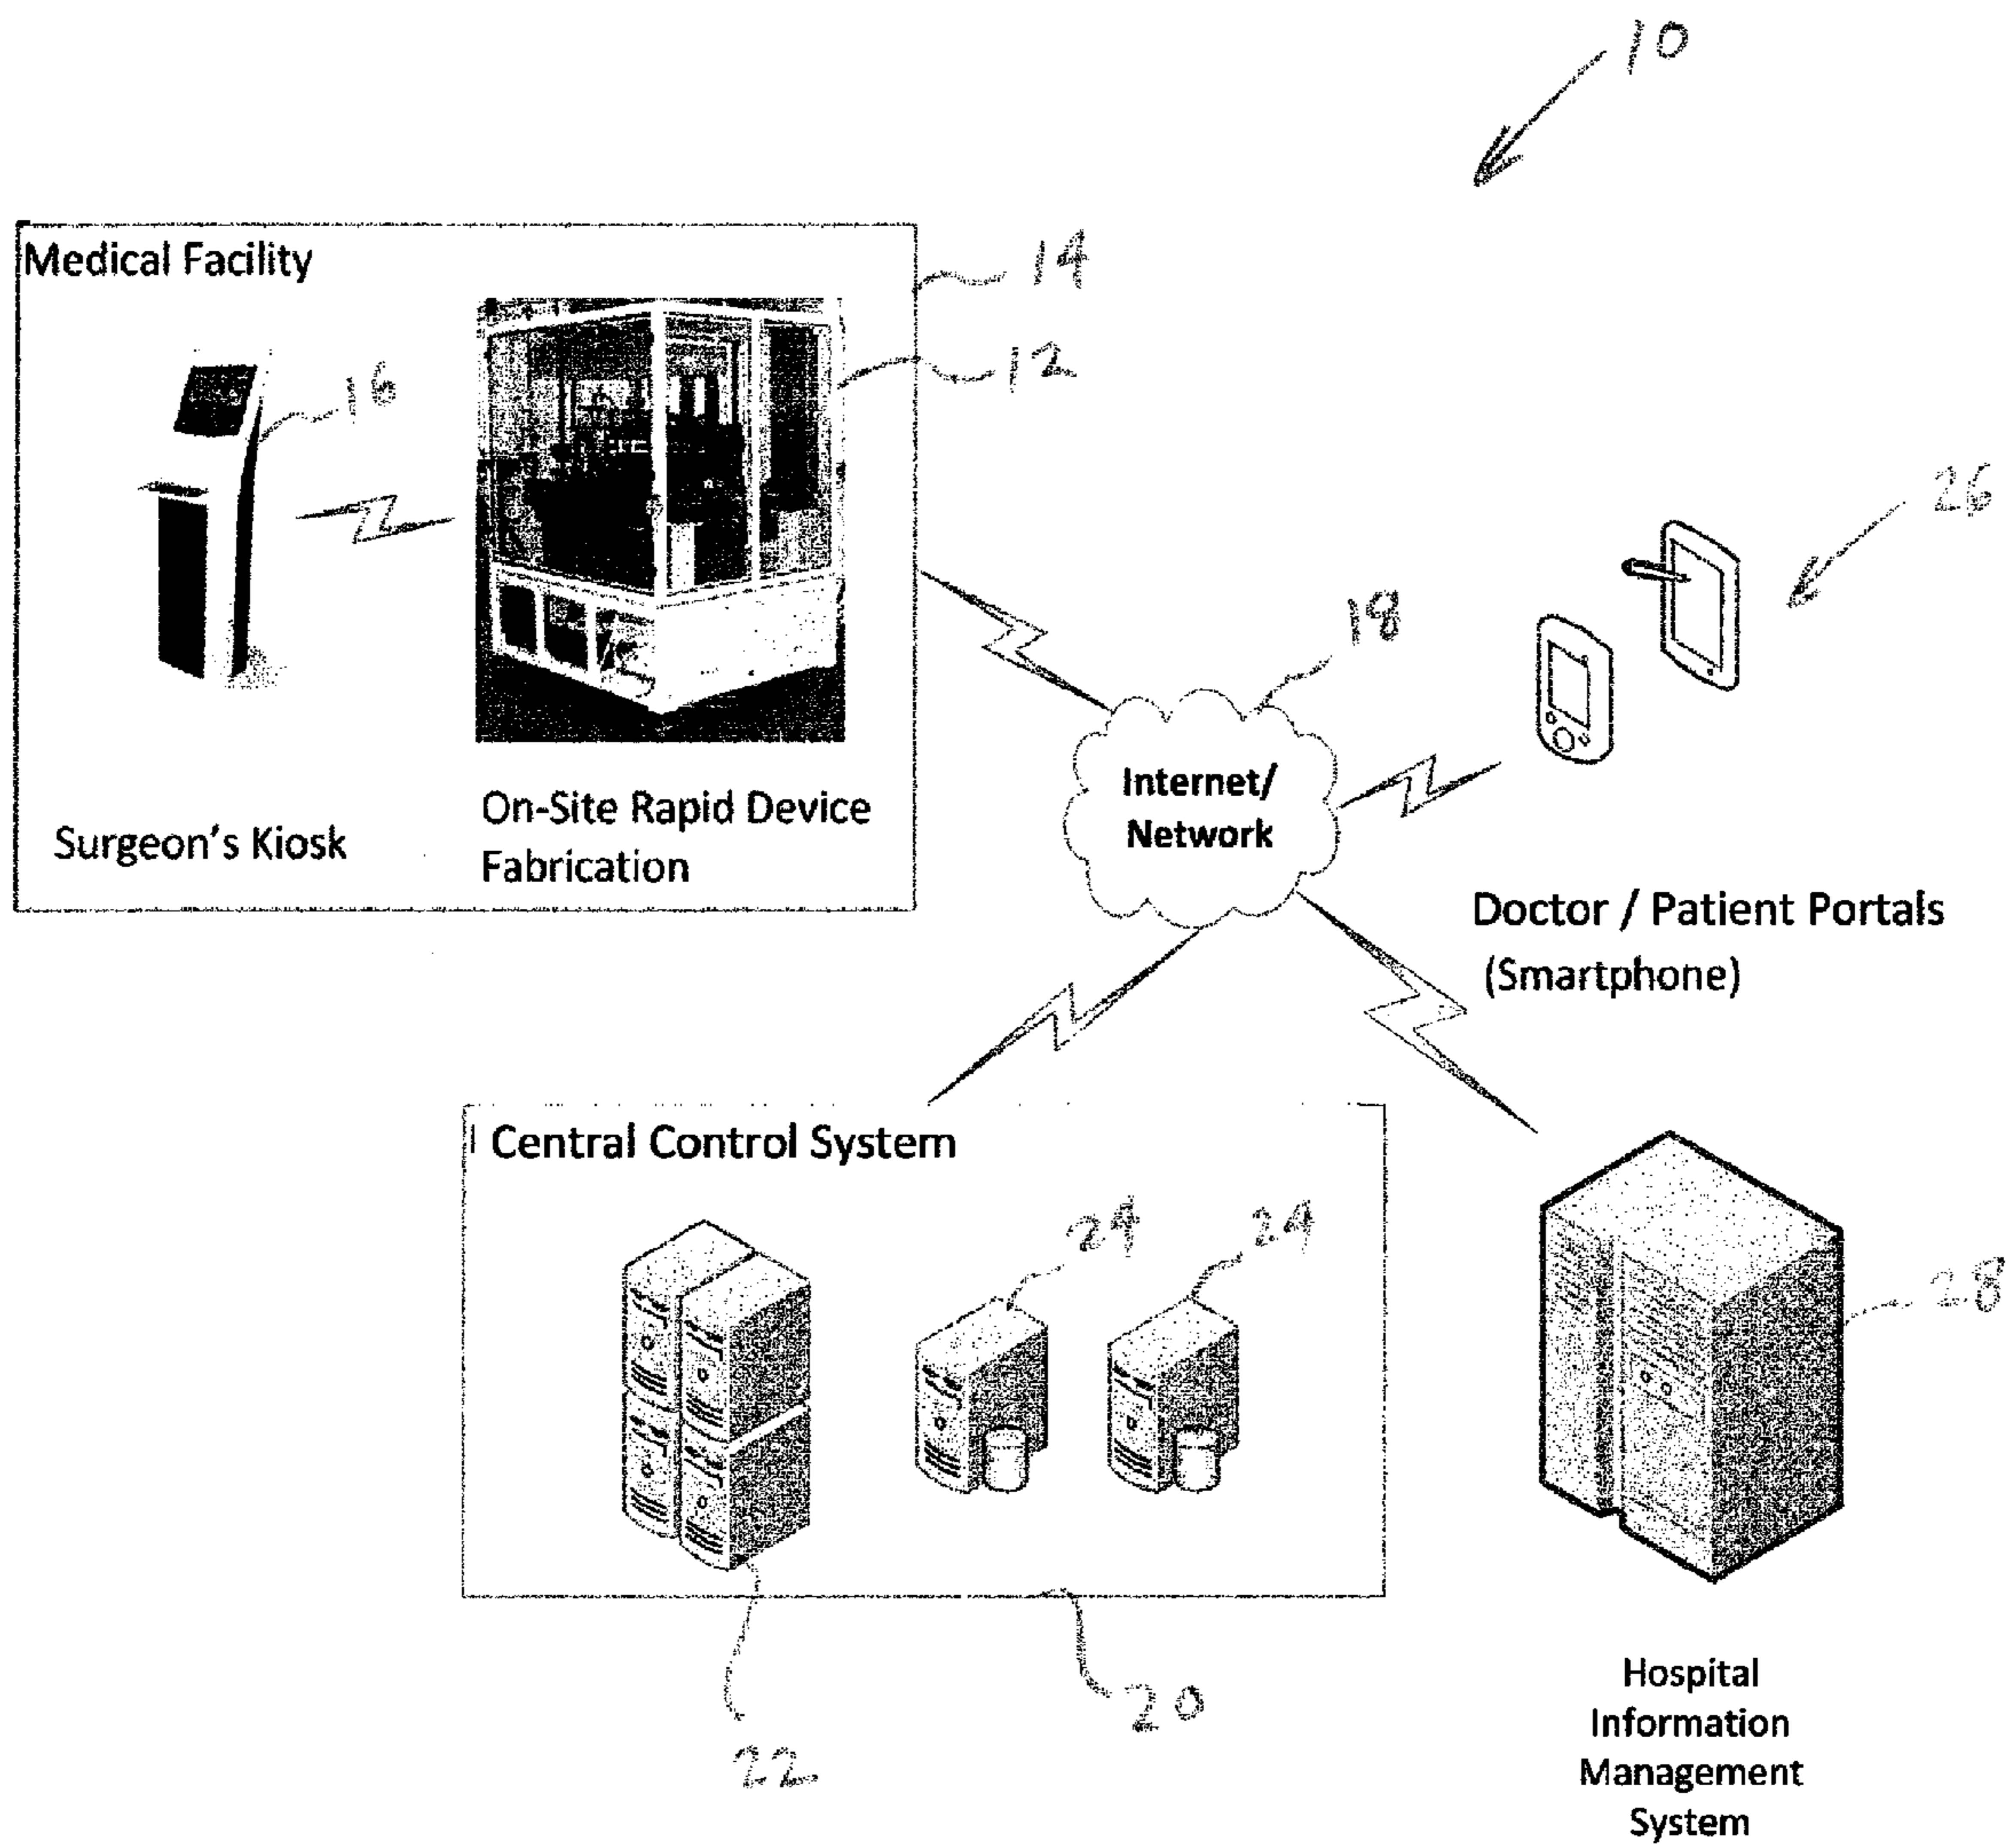 10
Medical Facility
14
12
16
26
18
Internet/
Network
On-Site Rapid Device
Fabrication
Surgeon's Kiosk
Doctor / Patient Portals
(Smartphone)
Central Control System
24
24
28
20
22
Hospital
Information
Management
System